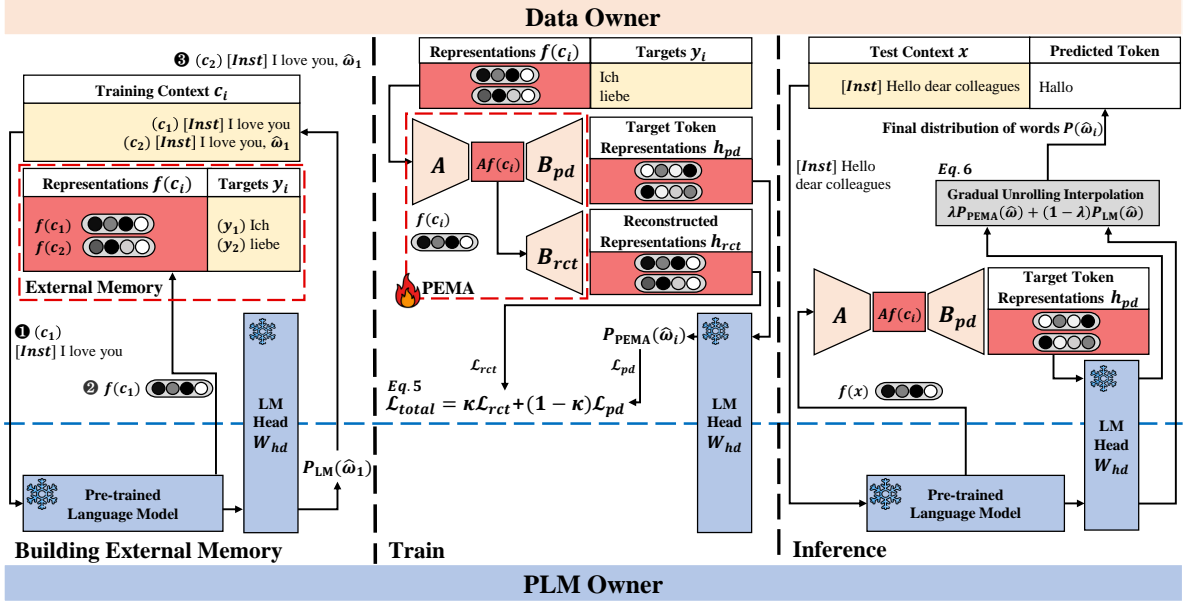 Data Owner
❸ (c₂) [Inst] I love you, ω̂₁
Training Context cᵢ
(c₁) [Inst] I love you
(c₂) [Inst] I love you, ω̂₁
Representations f(cᵢ)
Targets yᵢ
f(c₁)
f(c₂)
(y₁) Ich
(y₂) liebe
External Memory
❶ (c₁)
[Inst] I love you
❷ f(c₁)
LM
Head
W_hd
P_LM(ω̂₁)
Pre-trained
Language Model
Building External Memory
Representations f(cᵢ)
Targets yᵢ
Ich
liebe
A
Af(cᵢ)
B_pd
Target Token
Representations h_pd
f(cᵢ)
B_rct
Reconstructed
Representations h_rct
PEMA
P_PEMA(ω̂ᵢ)
ℒ_rct
ℒ_pd
Eq. 5
ℒ_total = κℒ_rct+(1 − κ)ℒ_pd
LM
Head
W_hd
Train
Test Context x
Predicted Token
[Inst] Hello dear colleagues
Hallo
Final distribution of words P(ω̂ᵢ)
[Inst] Hello
dear colleagues
Eq. 6
Gradual Unrolling Interpolation
λP_PEMA(ω̂) + (1 − λ)P_LM(ω̂)
A
Af(cᵢ)
B_pd
Target Token
Representations h_pd
f(x)
LM
Head
W_hd
Pre-trained
Language Model
Inference
PLM Owner